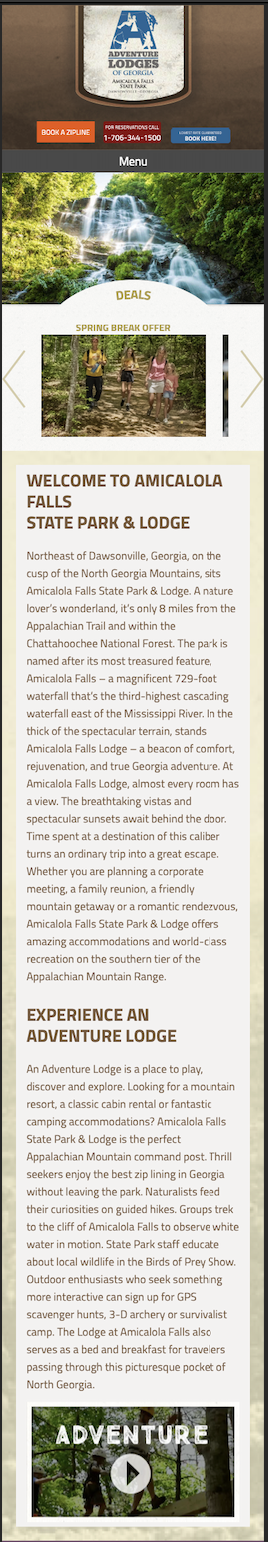 ADVENTURE
LODGES
OF GEORGIA
AMICALOLA FALLS
STATE PARK
BOOK A ZIPLINE
FOR RESERVATIONS CALL
1-706-344-1500
LOWEST RATE GUARANTEED
BOOK HERE!
Menu
DEALS
SPRING BREAK OFFER
WELCOME TO AMICALOLA
FALLS
STATE PARK & LODGE
Northeast of Dawsonville, Georgia, on the
cusp of the North Georgia Mountains, sits
Amicalola Falls State Park & Lodge. A nature
lover's wonderland, it's only 8 miles from the
Appalachian Trail and within the
Chattahoochee National Forest. The park is
named after its most treasured feature,
Amicalola Falls – a magnificent 729-foot
waterfall that's the third-highest cascading
waterfall east of the Mississippi River. In the
thick of the spectacular terrain, stands
Amicalola Falls Lodge – a beacon of comfort,
rejuvenation, and true Georgia adventure. At
Amicalola Falls Lodge, almost every room has
a view. The breathtaking vistas and
spectacular sunsets await behind the door.
Time spent at a destination of this caliber
turns an ordinary trip into a great escape.
Whether you are planning a corporate
meeting, a family reunion, a friendly
mountain getaway or a romantic rendezvous,
Amicalola Falls State Park & Lodge offers
amazing accommodations and world-class
recreation on the southern tier of the
Appalachian Mountain Range.
EXPERIENCE AN
ADVENTURE LODGE
An Adventure Lodge is a place to play,
discover and explore. Looking for a mountain
resort, a classic cabin rental or fantastic
camping accommodations? Amicalola Falls
State Park & Lodge is the perfect
Appalachian Mountain command post. Thrill
seekers enjoy the best zip lining in Georgia
without leaving the park. Naturalists feed
their curiosities on guided hikes. Groups trek
to the cliff of Amicalola Falls to observe white
water in motion. State Park staff educate
about local wildlife in the Birds of Prey Show.
Outdoor enthusiasts who seek something
more interactive can sign up for GPS
scavenger hunts, 3-D archery or survivalist
camp. The Lodge at Amicalola Falls also
serves as a bed and breakfast for travelers
passing through this picturesque pocket of
North Georgia.
ADVENTURE